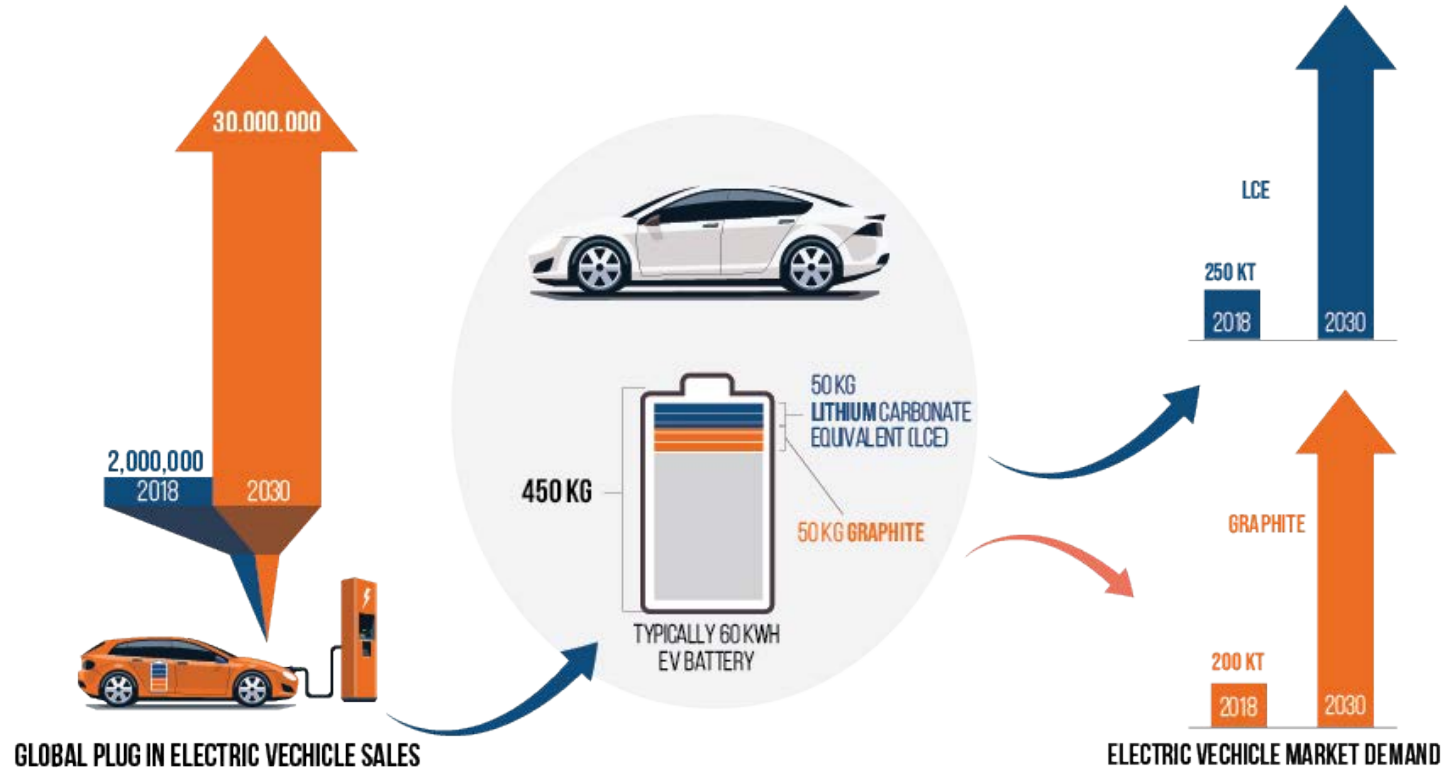 30.000.000
2,000,000
2018
2030
GLOBAL PLUG IN ELECTRIC VECHICLE SALES
450 KG
50 KG
LITHIUM CARBONATE
EQUIVALENT (LCE)
50 KG GRAPHITE
TYPICALLY 60 KWH
EV BATTERY
LCE
250 KT
2018
2030
GRAPHITE
200 KT
2018
2030
ELECTRIC VECHICLE MARKET DEMAND